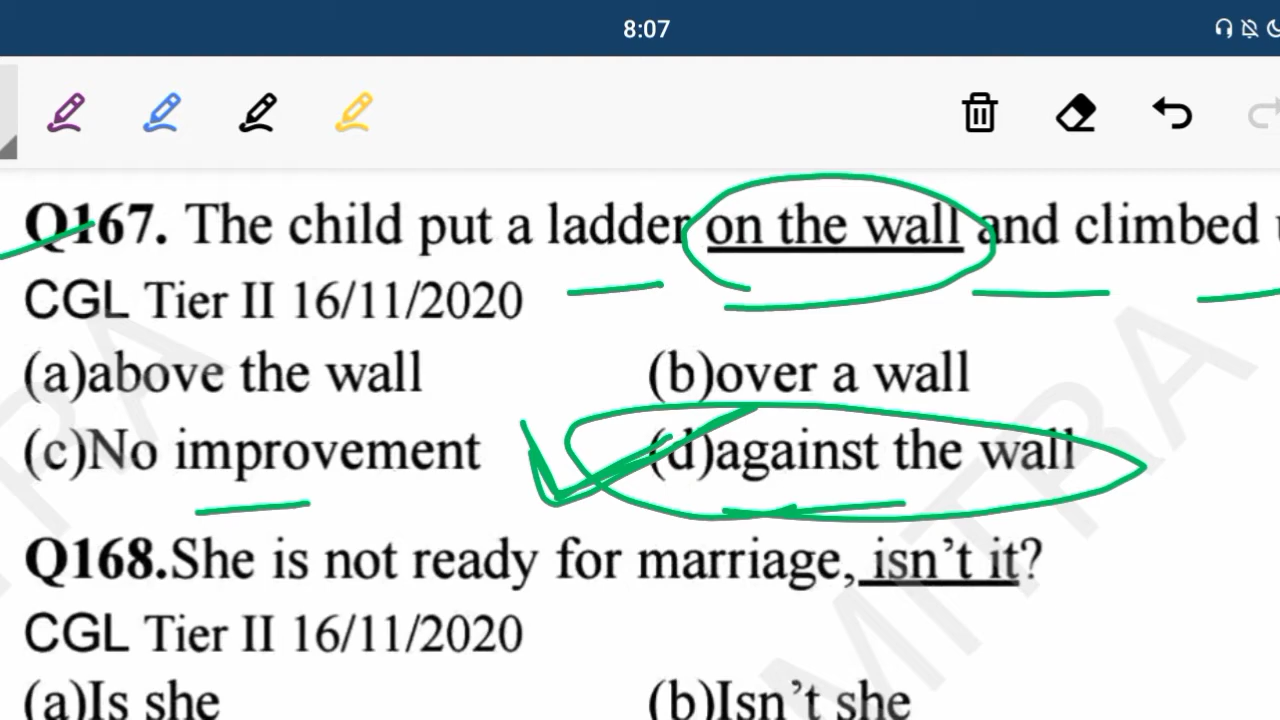 8:07
Q167. The child put a ladder on the wall and climbed
CGL Tier II 16/11/2020
(a)above the wall (b)over a wall
(c)No improvement (d)against the wall
Q168.She is not ready for marriage, isn't it?
CGL Tier II 16/11/2020
(a)Is she (b)Isn't she
MITRA